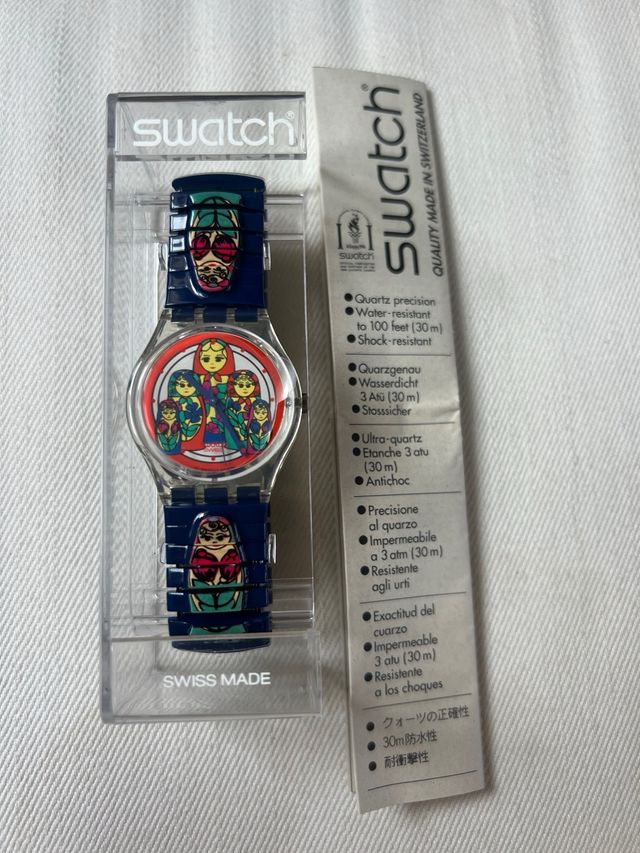 swatch
SWISS MADE
swatch®
QUALITY MADE IN SWITZERLAND
swatch
● Quartz precision
● Water-resistant
to 100 feet (30 m)
● Shock-resistant
● Quarzgenau
● Wasserdicht
3 Atü (30 m)
● Stosssicher
● Ultra-quartz
● Etanche 3 atu
(30 m)
● Antichoc
● Precisione
al quarzo
● Impermeabile
a 3 atm (30 m)
● Resistente
agli urti
● Exactitud del
cuarzo
● Impermeable
3 atu (30 m)
● Resistente
a los choques
● クォーツの正確性
● 30m防水性
● 耐衝撃性